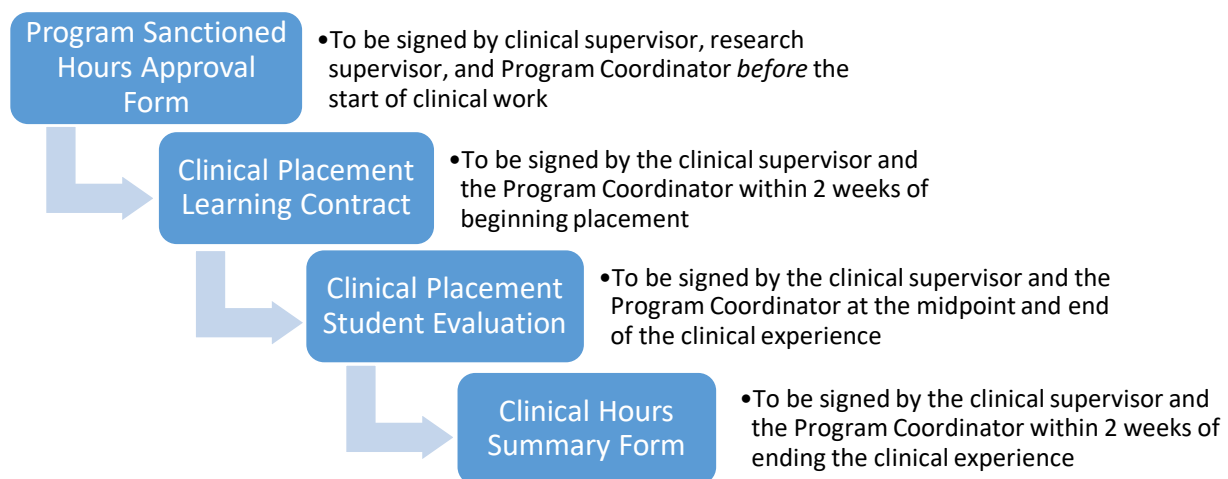 Program Sanctioned
Hours Approval
Form
•To be signed by clinical supervisor, research
supervisor, and Program Coordinator before the
start of clinical work
Clinical Placement
Learning Contract
•To be signed by the clinical supervisor and
the Program Coordinator within 2 weeks of
beginning placement
Clinical Placement
Student Evaluation
•To be signed by the clinical supervisor and the
Program Coordinator at the midpoint and end
of the clinical experience
Clinical Hours
Summary Form
•To be signed by the clinical supervisor and
the Program Coordinator within 2 weeks of
ending the clinical experience